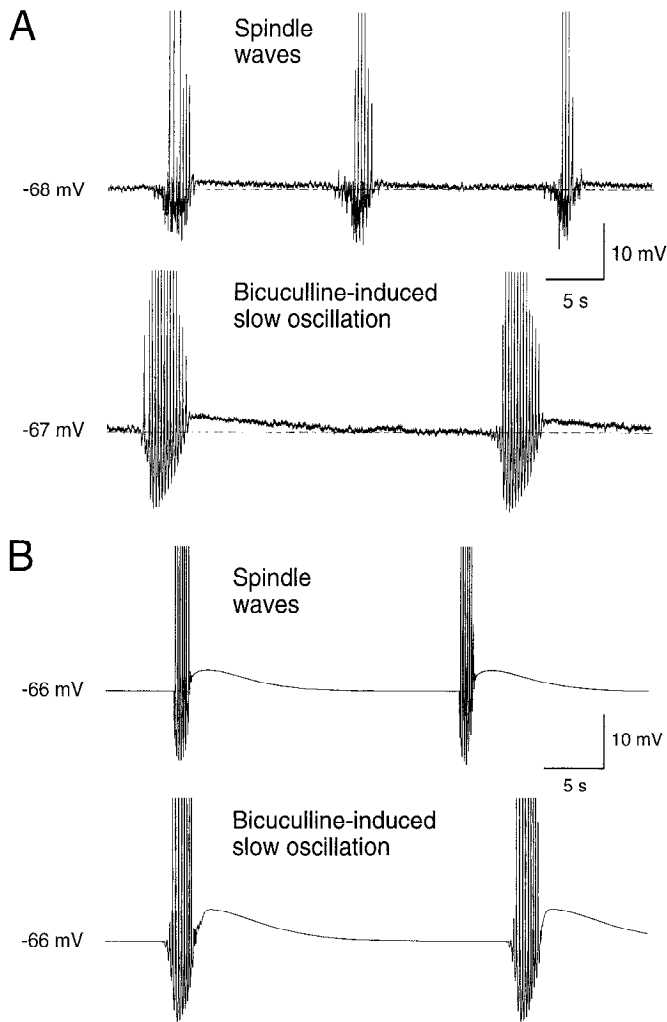 A
Spindle
waves
-68 mV
10 mV
5 s
Bicuculline-induced
slow oscillation
-67 mV
B
Spindle
waves
-66 mV
10 mV
5 s
Bicuculline-induced
slow oscillation
-66 mV